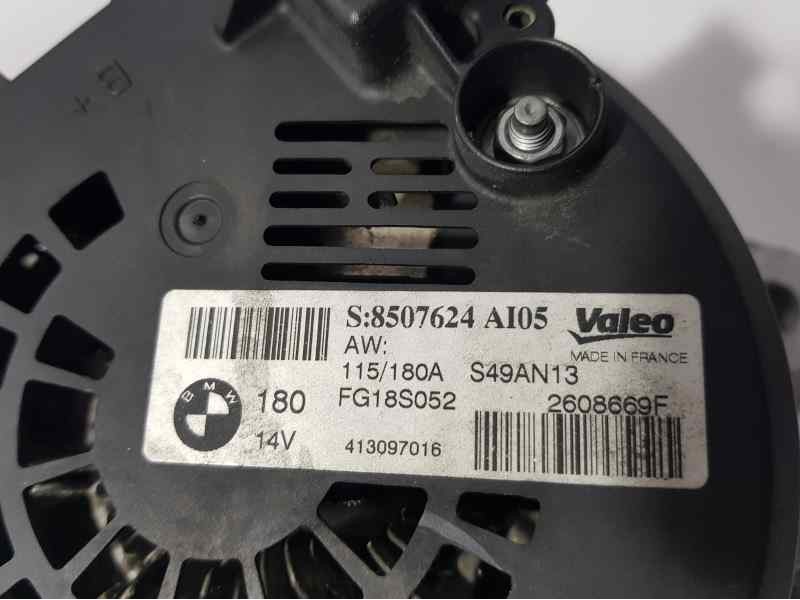 B+
S:8507624 AI05 Valeo
AW: MADE IN FRANCE
115/180A S49AN13
BMW 180 FG18S052 2608669F
14V 413097016